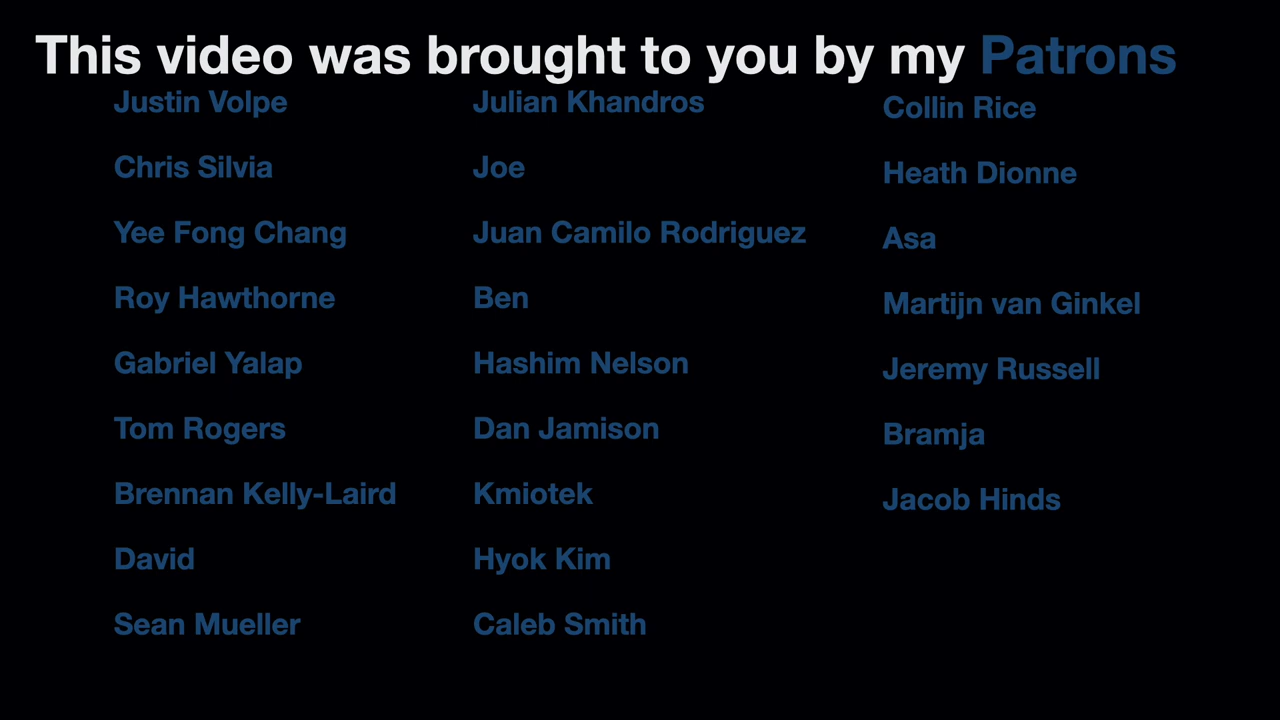 This video was brought to you by my Patrons
Justin Volpe
Chris Silvia
Yee Fong Chang
Roy Hawthorne
Gabriel Yalap
Tom Rogers
Brennan Kelly-Laird
David
Sean Mueller
Julian Khandros
Joe
Juan Camilo Rodriguez
Ben
Hashim Nelson
Dan Jamison
Kmiotek
Hyok Kim
Caleb Smith
Collin Rice
Heath Dionne
Asa
Martijn van Ginkel
Jeremy Russell
Bramja
Jacob Hinds